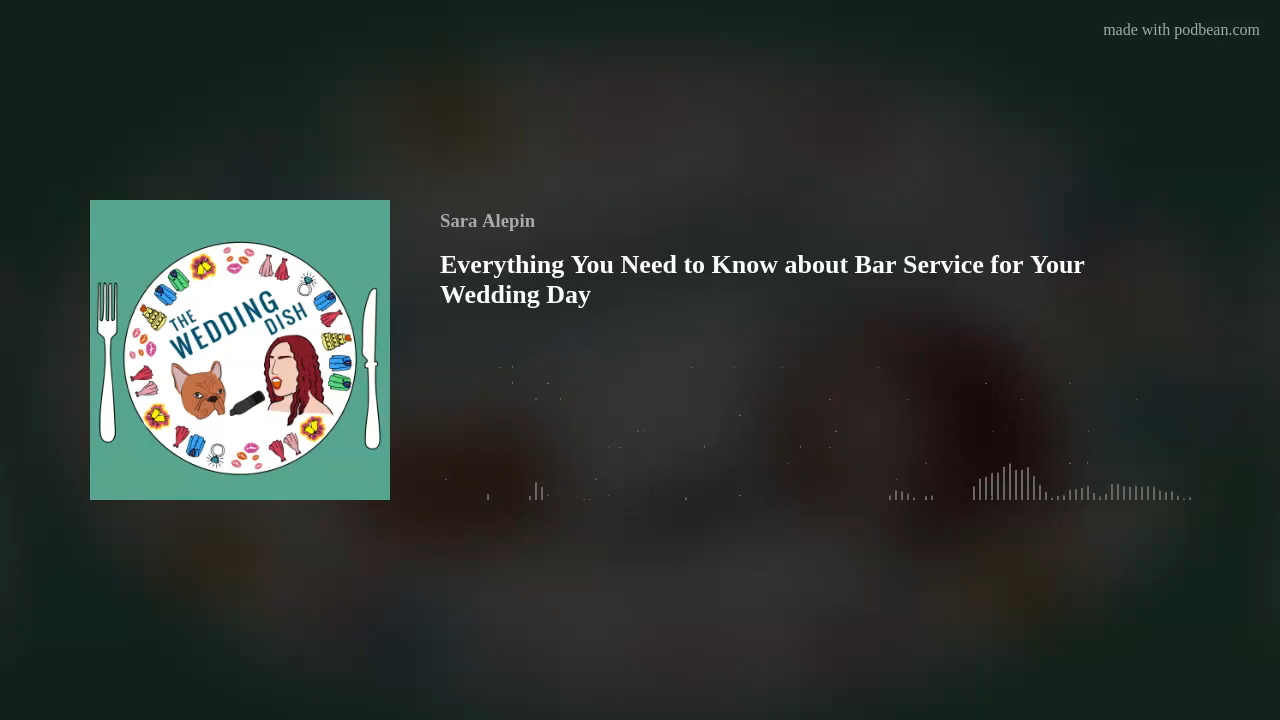 made with podbean.com
Sara Alepin
Everything You Need to Know about Bar Service for Your
Wedding Day
THE
WEDDING
DISH